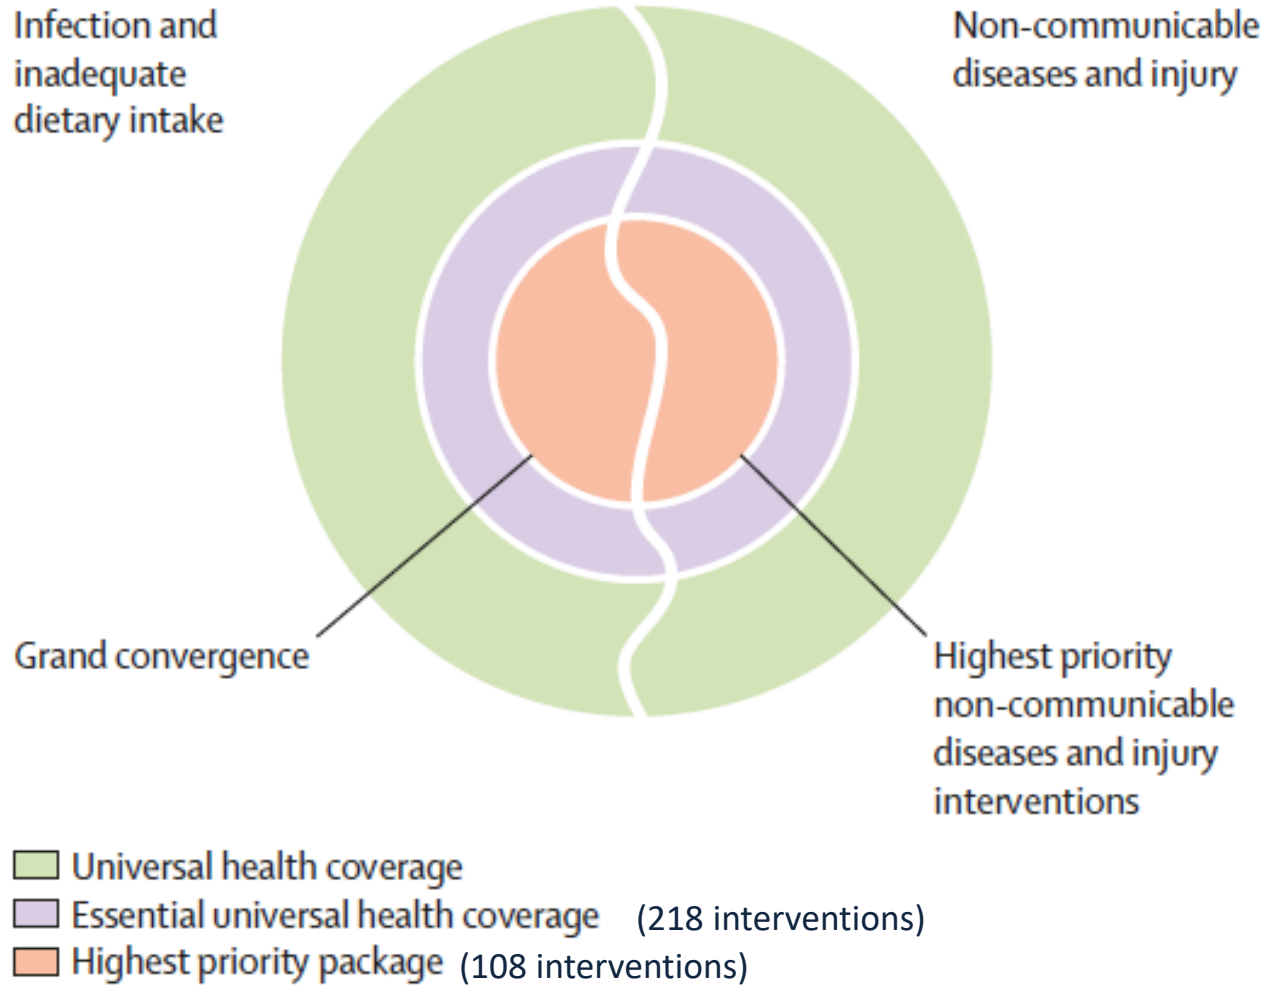 Infection and
inadequate
dietary intake
Non-communicable
diseases and injury
Grand convergence
Highest priority
non-communicable
diseases and injury
interventions
Universal health coverage
Essential universal health coverage (218 interventions)
Highest priority package (108 interventions)